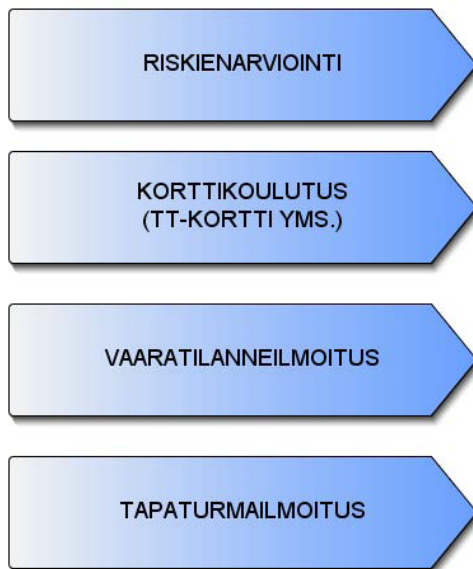 RISKIENARVIOINTI
KORTTIKOULUTUS
(TT-KORTTI YMS.)
VAARATILANNEILMOITUS
TAPATURMAILMOITUS